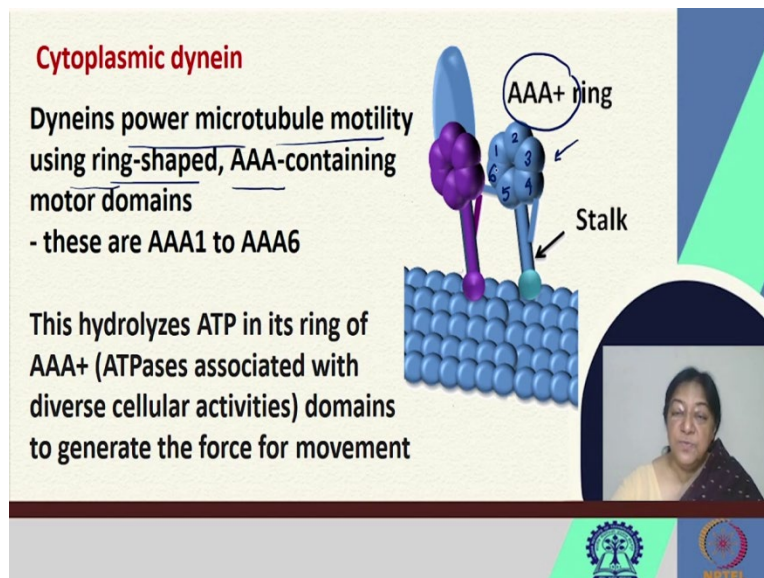 Cytoplasmic dynein
Dyneins power microtubule motility
using ring-shaped, AAA-containing
motor domains
- these are AAA1 to AAA6
This hydrolyzes ATP in its ring of
AAA+ (ATPases associated with
diverse cellular activities) domains
to generate the force for movement
AAA+ ring
1 2 3
6 5 4
Stalk
NPTEL